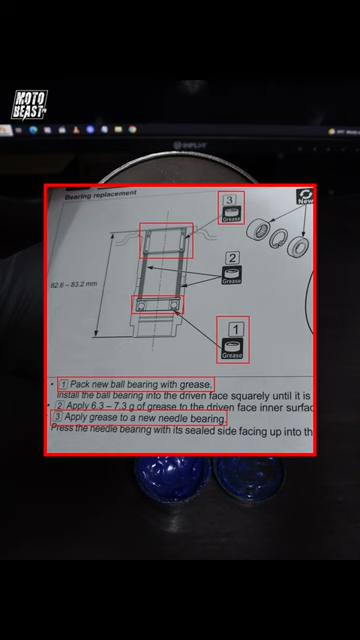 MOTO
BEAST
Bearing replacement
3
Grease
New
82.6 – 83.2 mm
2
Grease
1
Grease
• 1 Pack new ball bearing with grease.
Install the ball bearing into the driven face squarely until it is
• 2 Apply 6.3 – 7.3 g of grease to the driven face inner surfac
3 Apply grease to a new needle bearing.
Press the needle bearing with its sealed side facing up into th